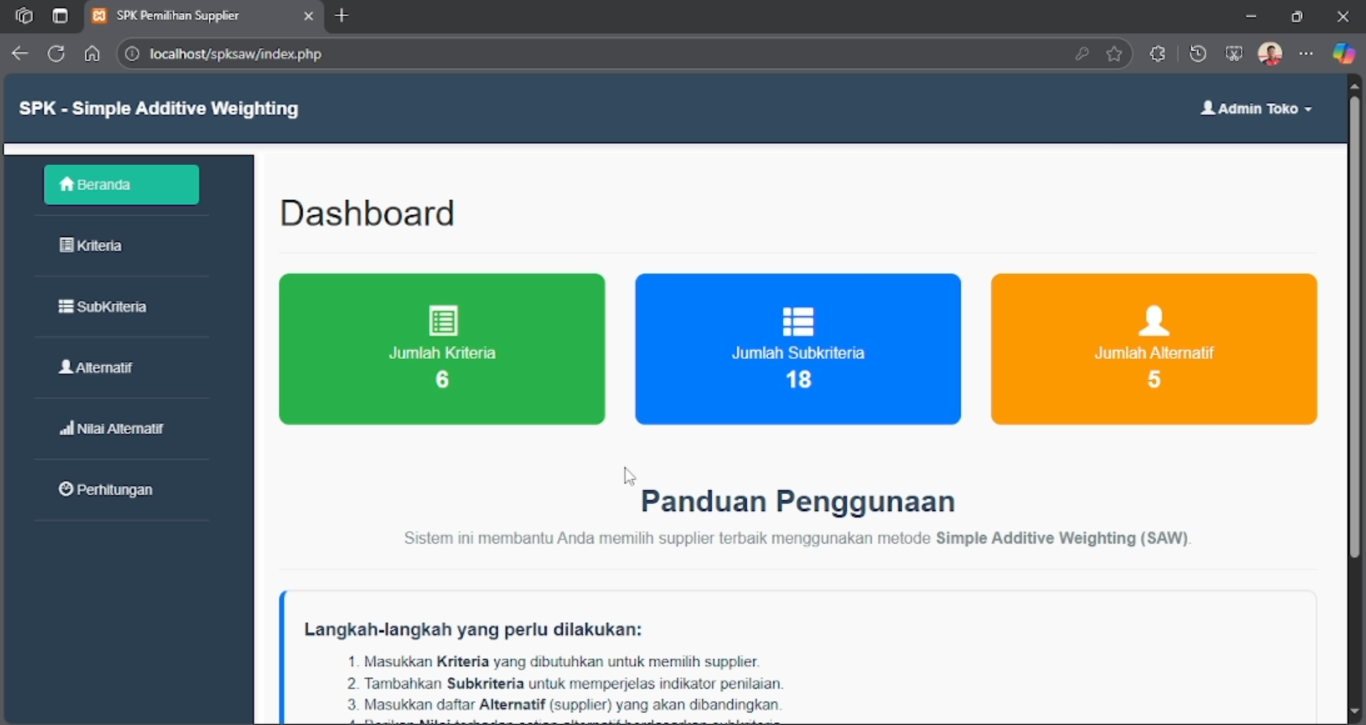 SPK Pemilihan Supplier
localhost/spksaw/index.php
SPK - Simple Additive Weighting
Admin Toko
Beranda
Kriteria
SubKriteria
Alternatif
Nilai Alternatif
Perhitungan
Dashboard
Jumlah Kriteria
6
Jumlah Subkriteria
18
Jumlah Alternatif
5
Panduan Penggunaan
Sistem ini membantu Anda memilih supplier terbaik menggunakan metode Simple Additive Weighting (SAW).
Langkah-langkah yang perlu dilakukan:
1. Masukkan Kriteria yang dibutuhkan untuk memilih supplier.
2. Tambahkan Subkriteria untuk memperjelas indikator penilaian.
3. Masukkan daftar Alternatif (supplier) yang akan dibandingkan.